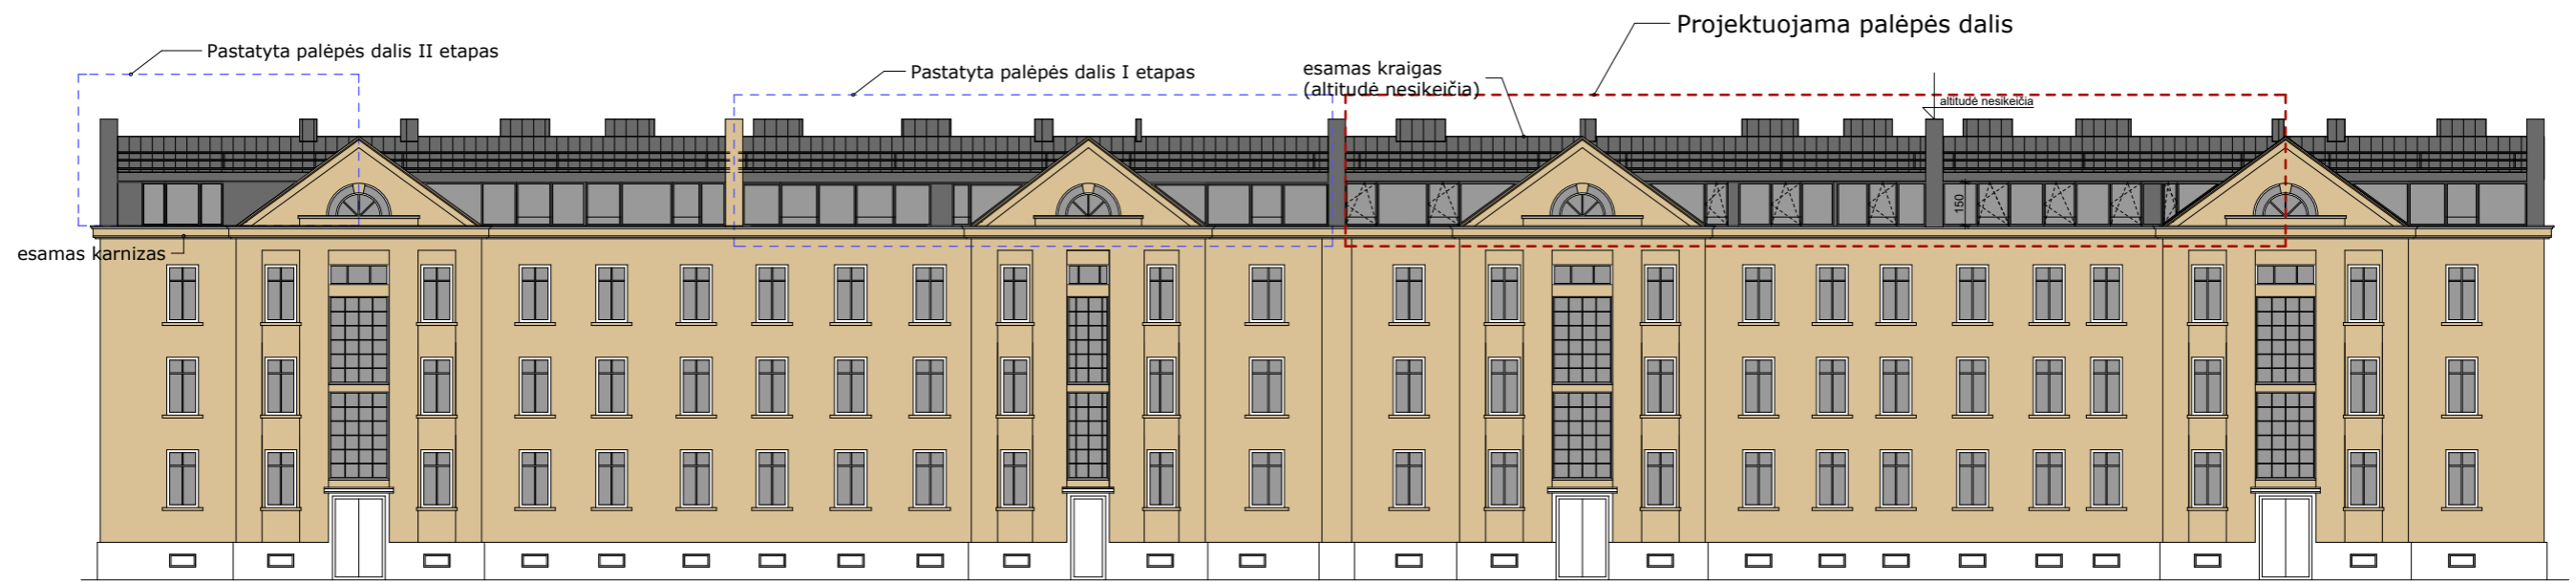 Projektuojama palėpės dalis
Pastatyta palėpės dalis II etapas
Pastatyta palėpės dalis I etapas
esamas kraigas
(altitudė nesikeičia)
altitudė nesikeičia
150
esamas karnizas